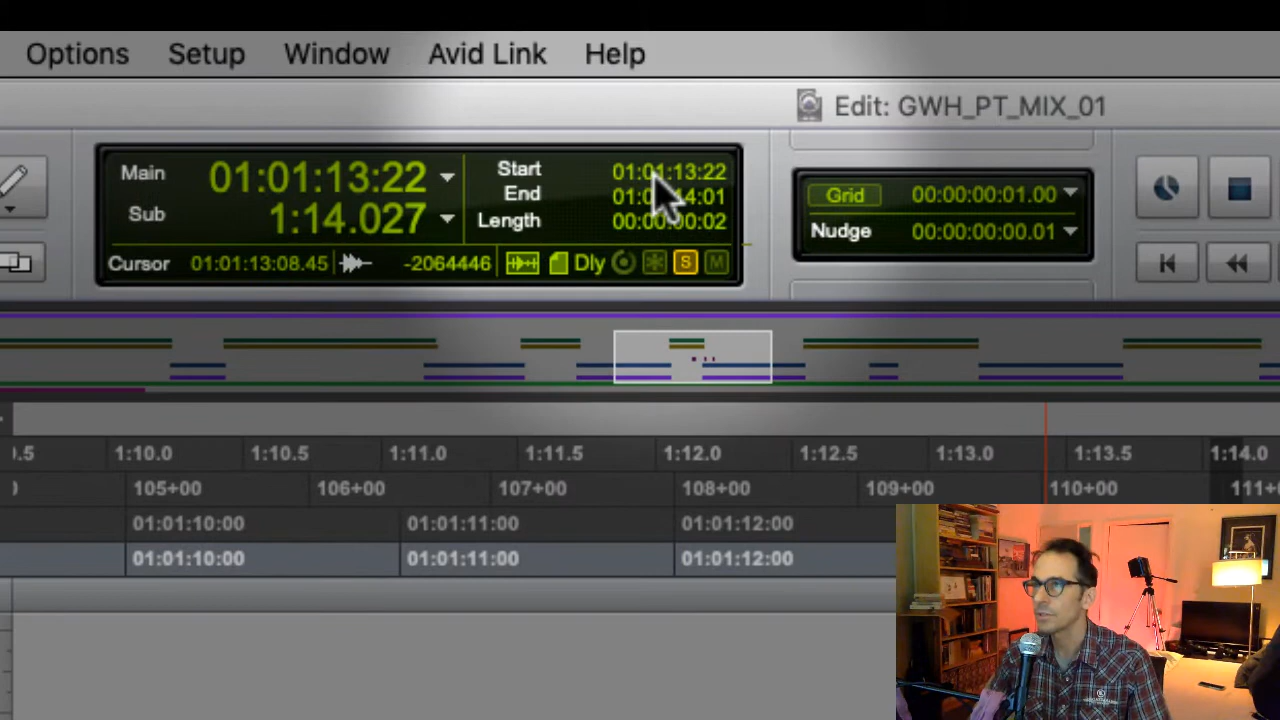 Options Setup Window Avid Link Help
Edit: GWH_PT_MIX_01
Main 01:01:13:22
Sub 1:14.027
Start 01:01:13:22
End
Length
Cursor 01:01:13:08.45 -2064446 Dly S M
Grid 00:00:00:01.00
Nudge 00:00:00:00.01
1:10.0 1:10.5 1:11.0 1:11.5 1:12.0 1:12.5 1:13.0 1:13.5 1:14.0
105+00 106+00 107+00 108+00 109+00 110+00
01:01:10:00 01:01:11:00 01:01:12:00
01:01:10:00 01:01:11:00 01:01:12:00